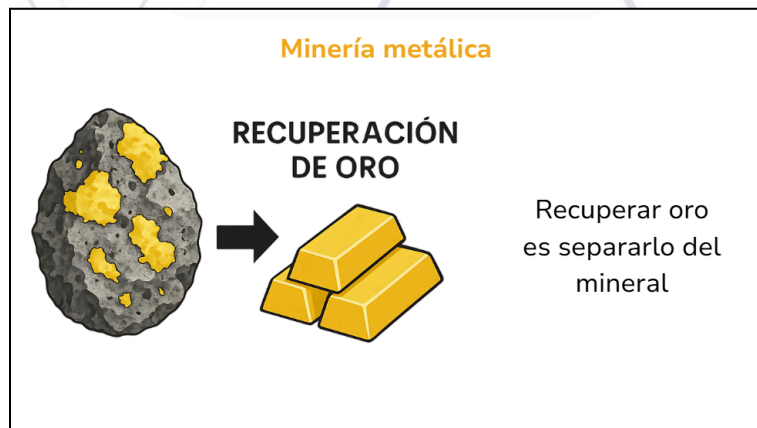 Minería metálica
RECUPERACIÓN
DE ORO
Recuperar oro
es separarlo del
mineral